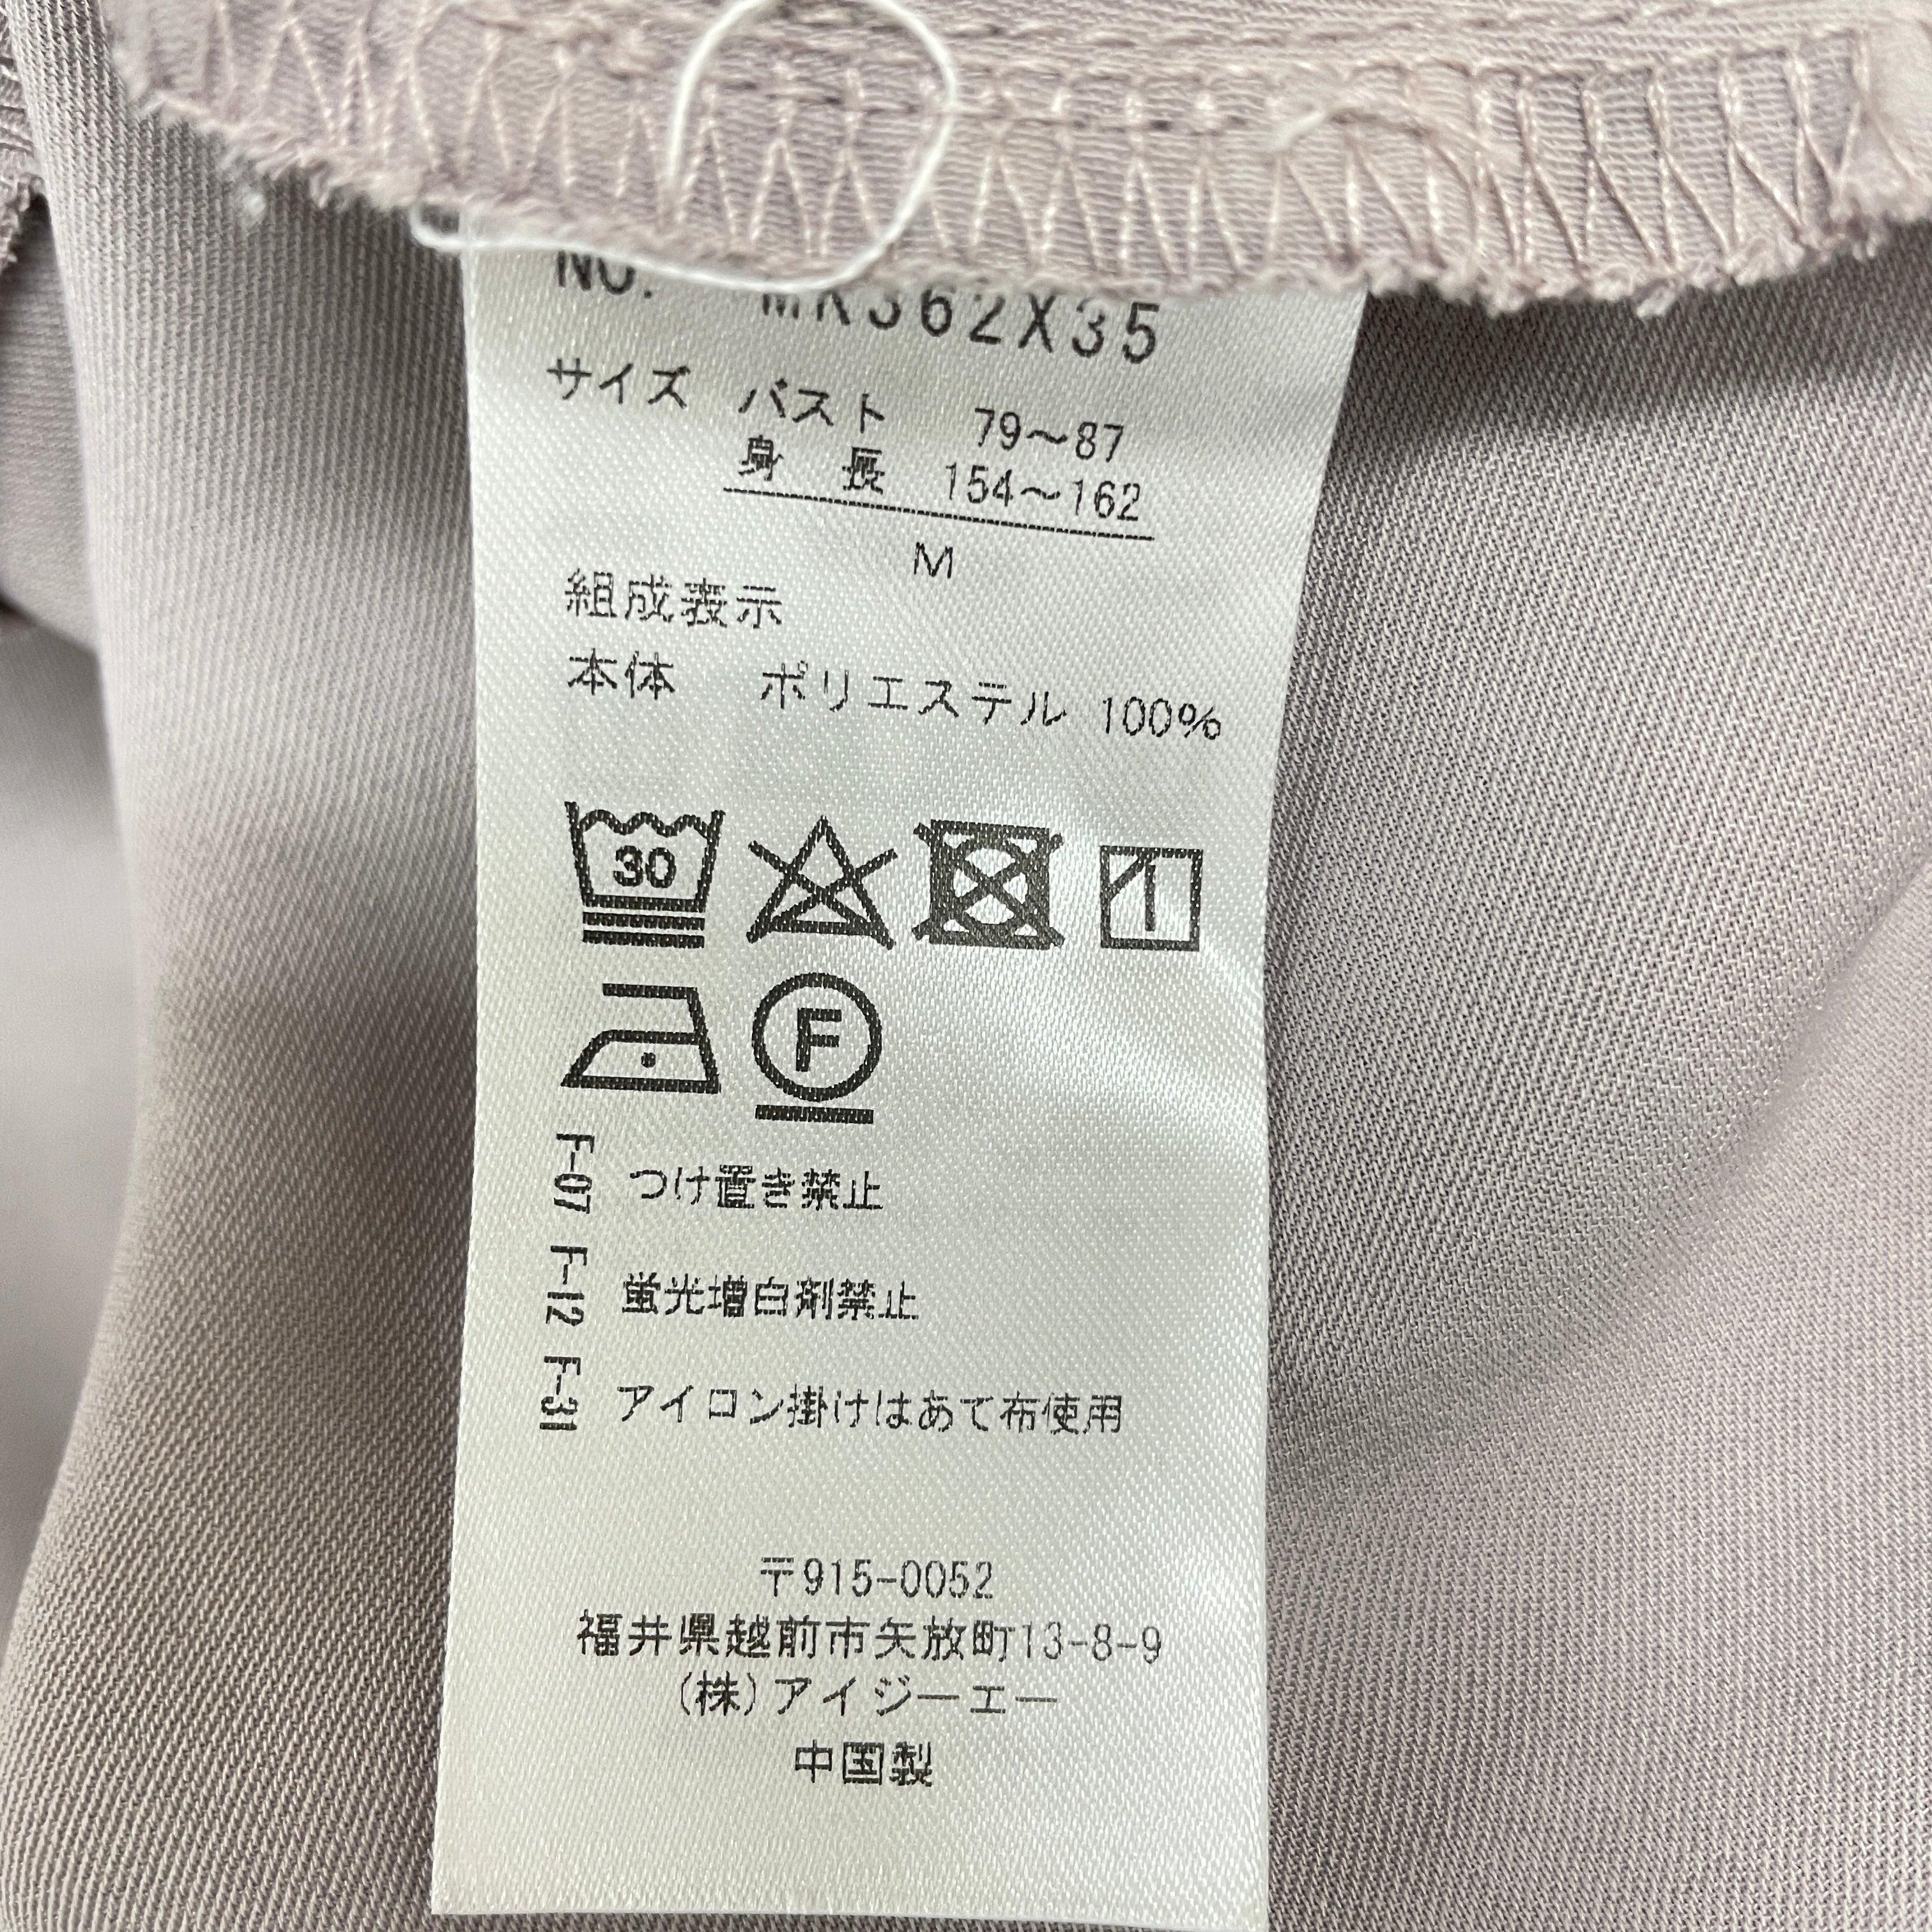 NO. MK362X35
サイズ バスト 79～87
身 長 154～162
M
組成表示
本体 ポリエステル 100%
30
F
F-07 つけ置き禁止
F-12 蛍光増白剤禁止
F-31 アイロン掛けはあて布使用
〒915-0052
福井県越前市矢放町13-8-9
(株)アイジーエー
中国製